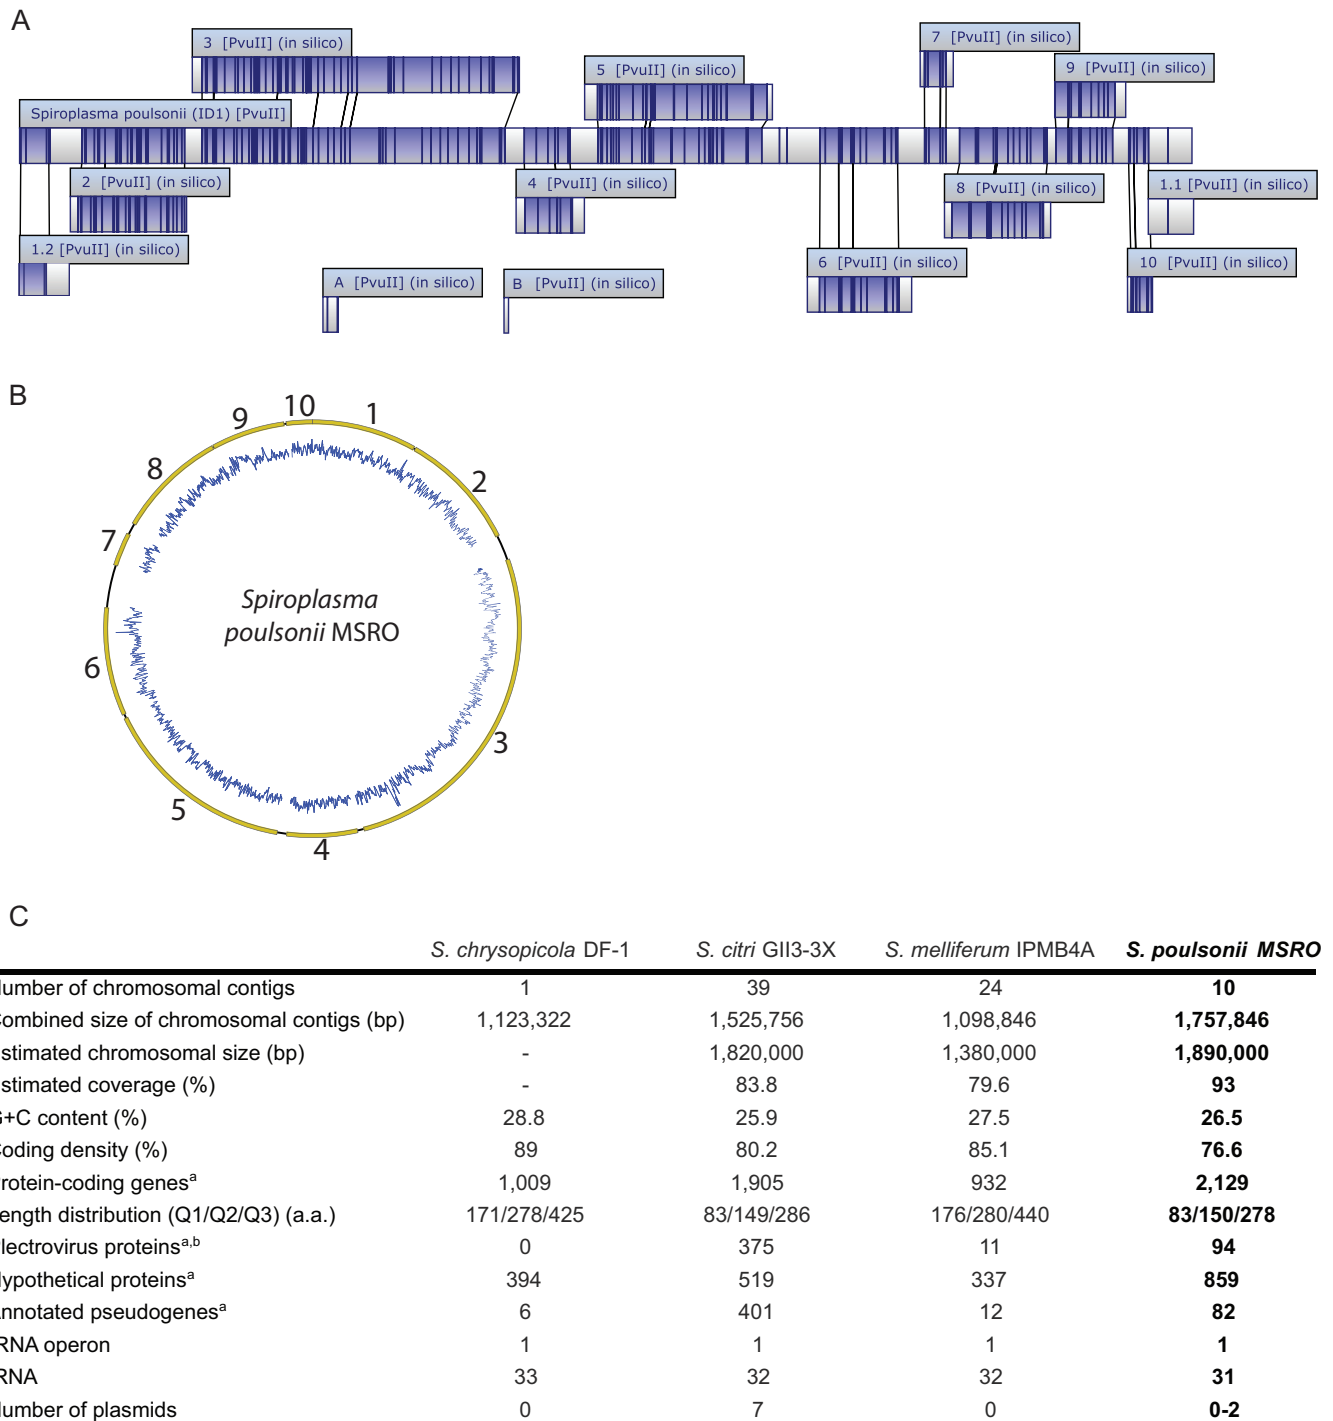 A
3 [PvuII] (in silico)
7 [PvuII] (in silico)
5 [PvuII] (in silico)
9 [PvuII] (in silico)
Spiroplasma poulsonii (ID1) [PvuII]
2 [PvuII] (in silico)
4 [PvuII] (in silico)
8 [PvuII] (in silico)
1.1 [PvuII] (in silico)
1.2 [PvuII] (in silico)
6 [PvuII] (in silico)
10 [PvuII] (in silico)
A [PvuII] (in silico)
B [PvuII] (in silico)
B
10
1
9
2
8
7
Spiroplasma
poulsonii MSRO
6
3
5
4
C
S. chrysopicola DF-1 S. citri GII3-3X S. melliferum IPMB4A S. poulsonii MSRO
umber of chromosomal contigs 1 39 24 10
ombined size of chromosomal contigs (bp) 1,123,322 1,525,756 1,098,846 1,757,846
stimated chromosomal size (bp) - 1,820,000 1,380,000 1,890,000
stimated coverage (%) - 83.8 79.6 93
+C content (%) 28.8 25.9 27.5 26.5
oding density (%) 89 80.2 85.1 76.6
rotein-coding genesa 1,009 1,905 932 2,129
ength distribution (Q1/Q2/Q3) (a.a.) 171/278/425 83/149/286 176/280/440 83/150/278
lectrovirus proteinsa,b 0 375 11 94
ypothetical proteinsa 394 519 337 859
nnotated pseudogenesa 6 401 12 82
RNA operon 1 1 1 1
RNA 33 32 32 31
umber of plasmids 0 7 0 0-2